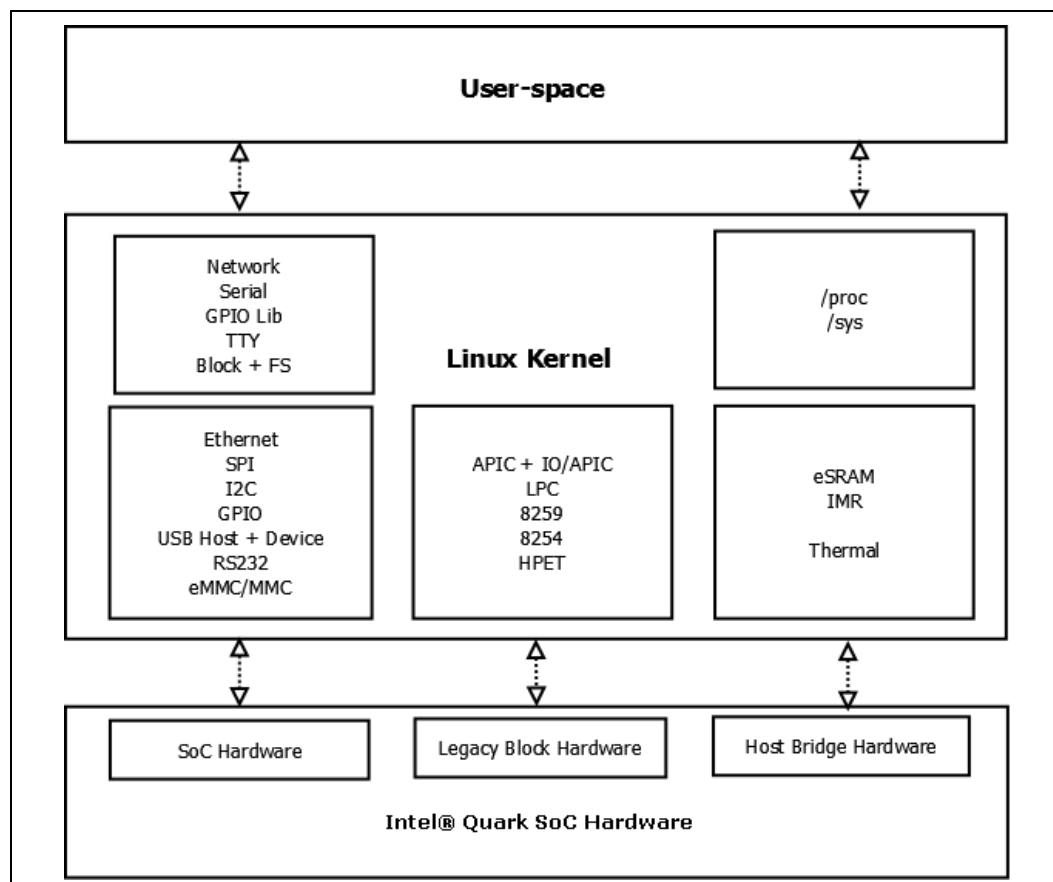 User-space
Network
Serial
GPIO Lib
TTY
Block + FS
/proc
/sys
Linux Kernel
Ethernet
SPI
I2C
GPIO
USB Host + Device
RS232
eMMC/MMC
APIC + IO/APIC
LPC
8259
8254
HPET
eSRAM
IMR
Thermal
SoC Hardware
Legacy Block Hardware
Host Bridge Hardware
Intel® Quark SoC Hardware